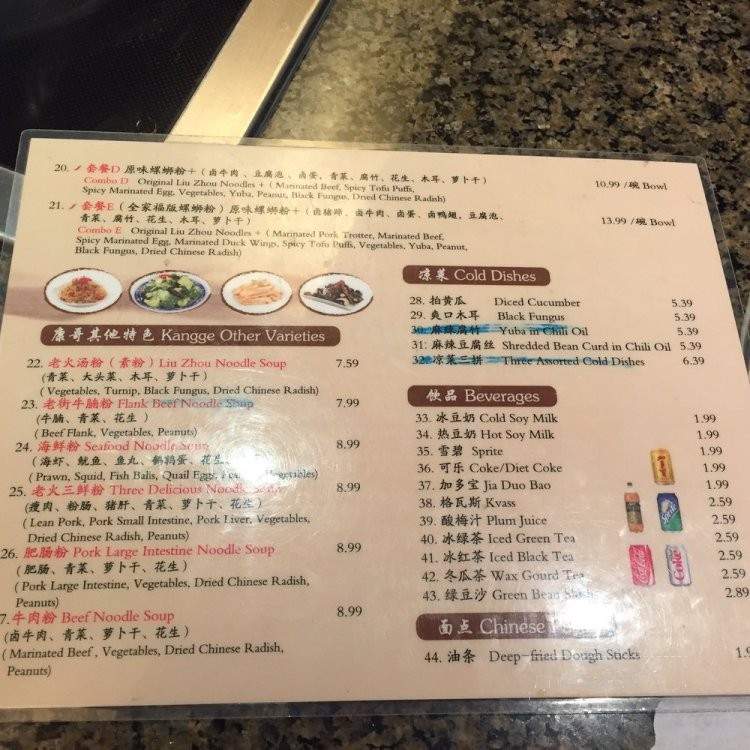 20. 套餐D 原味螺蛳粉+（卤牛肉、豆腐泡、卤蛋，青菜、腐竹、花生、木耳、萝卜干） 10.99 /碗 Bowl
Combo D Original Liu Zhou Noodles + ( Marinated Beef, Spicy Tofu Puffs,
Spicy Marinated Egg, Vegetables, Yuba, Peanut, Black Fungus, Dried Chinese Radish)
21. 套餐E（全家福版螺蛳粉）原味螺蛳粉+（卤猪蹄、卤牛肉、卤蛋、卤鸭翅，豆腐泡、
青菜、腐竹、花生、木耳、萝卜干） 13.99 /碗 Bowl
Combo E Original Liu Zhou Noodles + ( Marinated Pork Trotter, Marinated Beef,
Spicy Marinated Egg, Marinated Duck Wings, Spicy Tofu Puffs, Vegetables, Yuba, Peanut,
Black Fungus, Dried Chinese Radish)
康哥其他特色 Kangge Other Varieties
22. 老火汤粉（素粉）Liu Zhou Noodle Soup 7.59
(青菜、大头菜、木耳、萝卜干)
( Vegetables, Turnip, Black Fungus, Dried Chinese Radish)
23. 老街牛腩粉 Flank Beef Noodle Soup 7.99
(牛腩、青菜、花生)
( Beef Flank, Vegetables, Peanuts)
24. 海鲜粉 Seafood Noodle Soup 8.99
(海虾、鱿鱼、鱼丸、鹌鹑蛋、花生、
(Prawn, Squid, Fish Balls, Quail Eggs, Vegetables)
25. 老火三鲜粉 Three Delicious Noodle Soup 8.99
(瘦肉、粉肠、猪肝、青菜、萝卜干、花生)
(Lean Pork, Pork Small Intestine, Pork Liver, Vegetables,
Dried Chinese Radish, Peanuts)
26. 肥肠粉 Pork Large Intestine Noodle Soup 8.99
(肥肠、青菜、萝卜干、花生)
(Pork Large Intestine, Vegetables, Dried Chinese Radish,
Peanuts)
7. 牛肉粉 Beef Noodle Soup 8.99
(卤牛肉、青菜、萝卜干、花生)
( Marinated Beef , Vegetables, Dried Chinese Radish,
Peanuts)
凉菜 Cold Dishes
28. 拍黄瓜 Diced Cucumber 5.39
29. 爽口木耳 Black Fungus 5.39
30. 麻辣腐竹 Yuba in Chili Oil 5.39
31. 麻辣豆腐丝 Shredded Bean Curd in Chili Oil 5.39
32. 凉菜三拼 Three Assorted Cold Dishes 6.39
饮品 Beverages
33. 冰豆奶 Cold Soy Milk 1.99
34. 热豆奶 Hot Soy Milk 1.99
35. 雪碧 Sprite 1.99
36. 可乐 Coke/Diet Coke 1.99
37. 加多宝 Jia Duo Bao 1.99
38. 格瓦斯 Kvass 2.59
39. 酸梅汁 Plum Juice 2.59
40. 冰绿茶 Iced Green Tea 2.59
41. 冰红茶 Iced Black Tea 2.59
42. 冬瓜茶 Wax Gourd Tea 2.59
43. 绿豆沙 Green Bean Slush 2.89
面点 Chinese
44. 油条 Deep-fried Dough Sticks